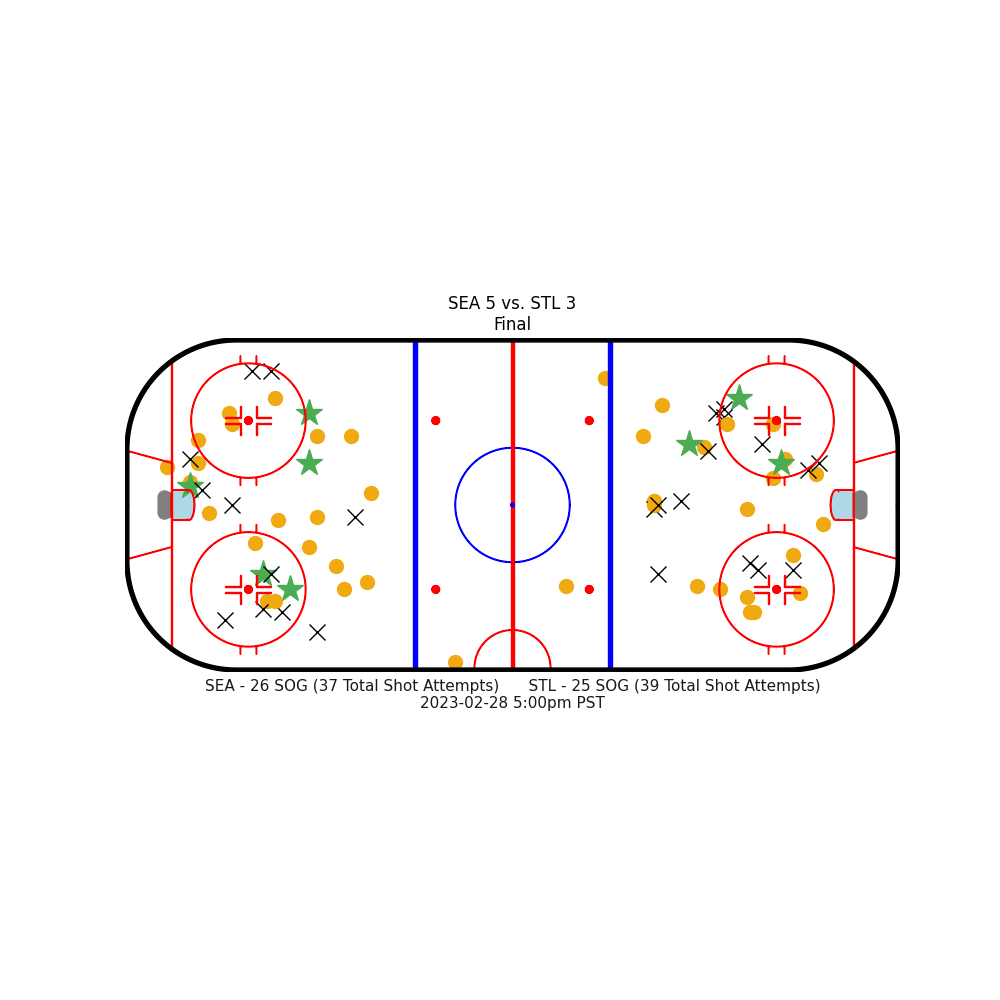 SEA 5 vs. STL 3
Final
SEA - 26 SOG (37 Total Shot Attempts) STL - 25 SOG (39 Total Shot Attempts)
2023-02-28 5:00pm PST